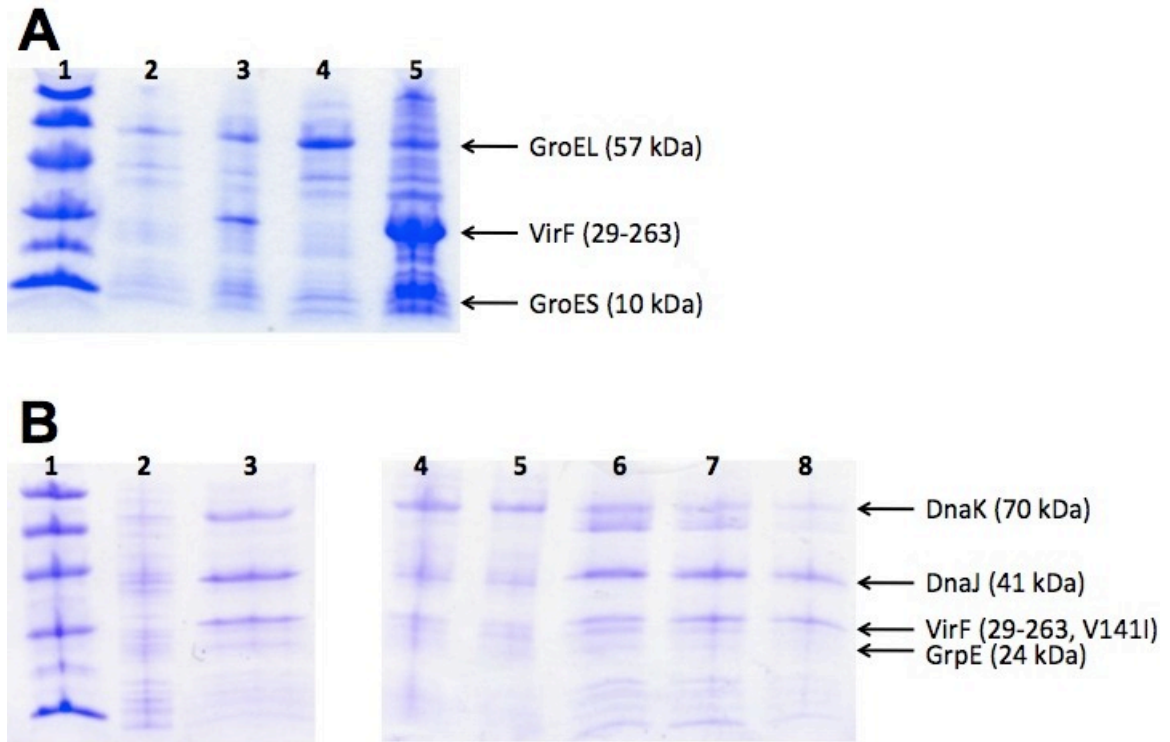 A
1 2 3 4 5
GroEL (57 kDa)
VirF (29-263)
GroES (10 kDa)
B
1 2 3 4 5 6 7 8
DnaK (70 kDa)
DnaJ (41 kDa)
VirF (29-263, V141I)
GrpE (24 kDa)